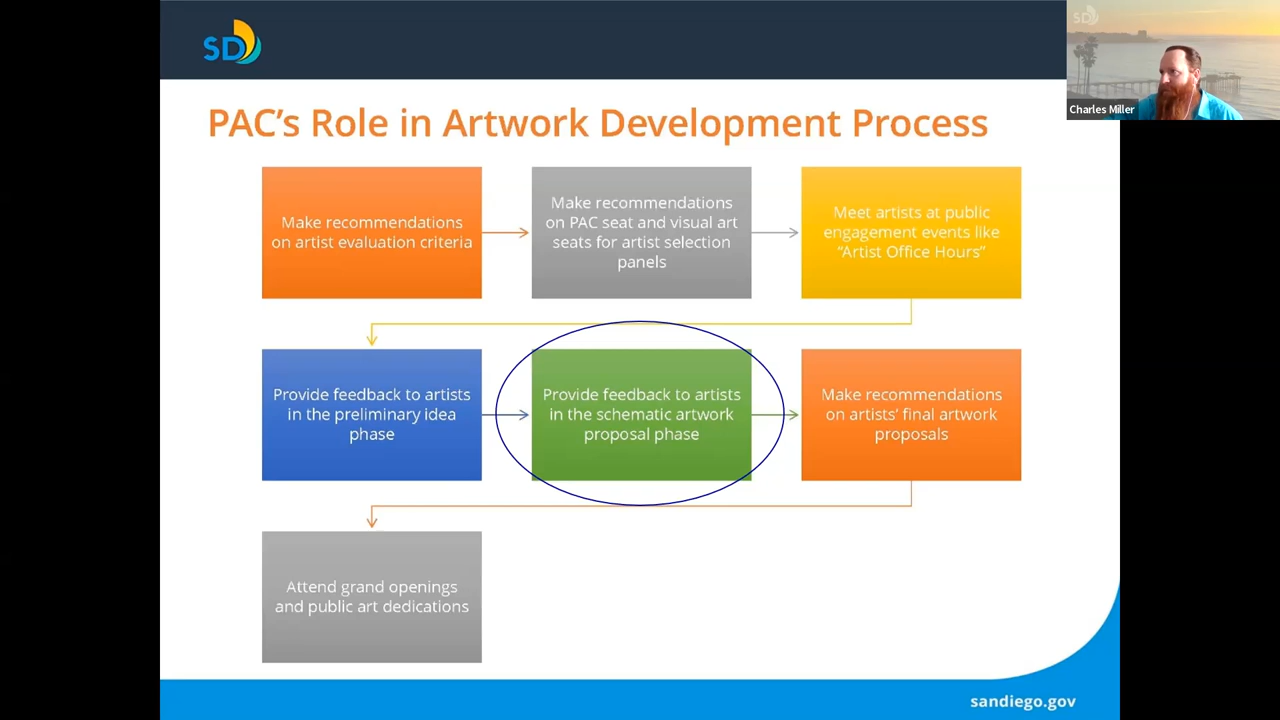 SD
SD
Charles Miller
PAC's Role in Artwork Development Process
Make recommendations
on artist evaluation criteria
Make recommendations
on PAC seat and visual art
seats for artist selection
panels
Meet artists at public
engagement events like
“Artist Office Hours”
Provide feedback to artists
in the preliminary idea
phase
Provide feedback to artists
in the schematic artwork
proposal phase
Make recommendations
on artists’ final artwork
proposals
Attend grand openings
and public art dedications
sandiego.gov